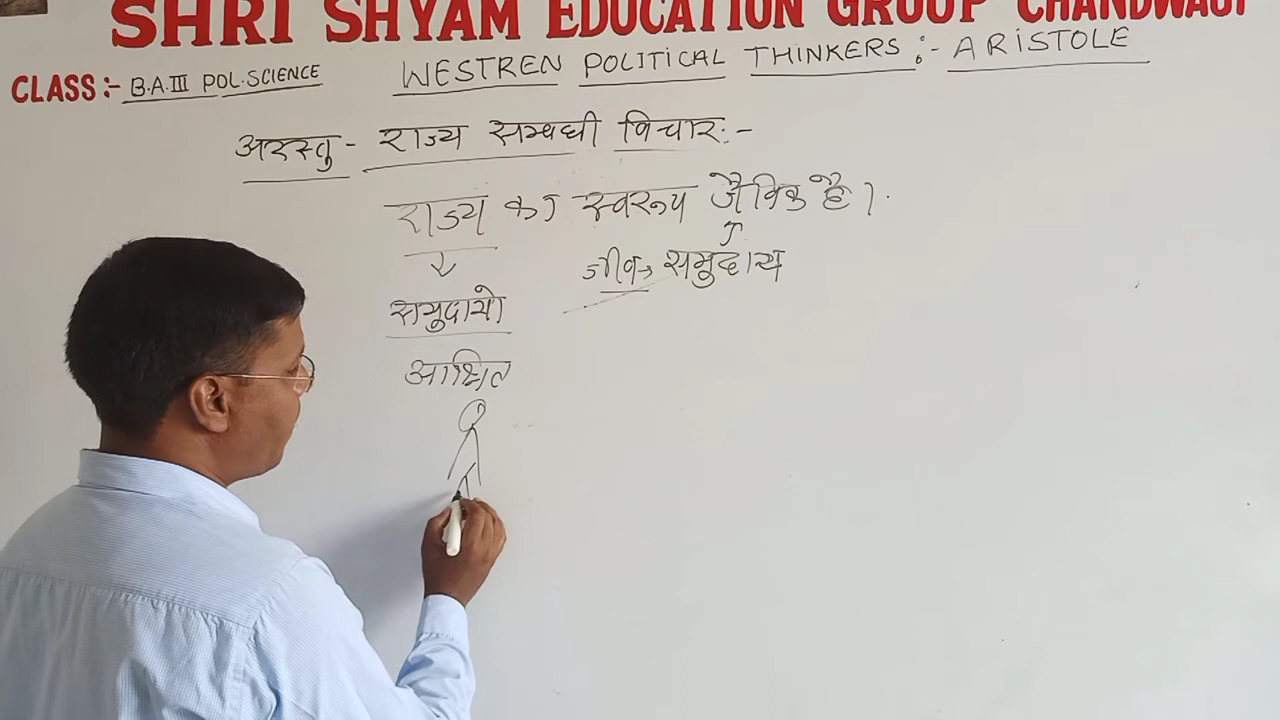 SHRI SHYAM EDUCATION GROUP CHANDWAJI
CLASS:- B.A.III POL.SCIENCE
WESTREN POLITICAL THINKERS:- ARISTOLE
अरस्तु- राज्य सम्बधी विचार:-
राज्य का स्वरूप जैविक है।
जीव→ समुदाय
समुदायो
आश्रित